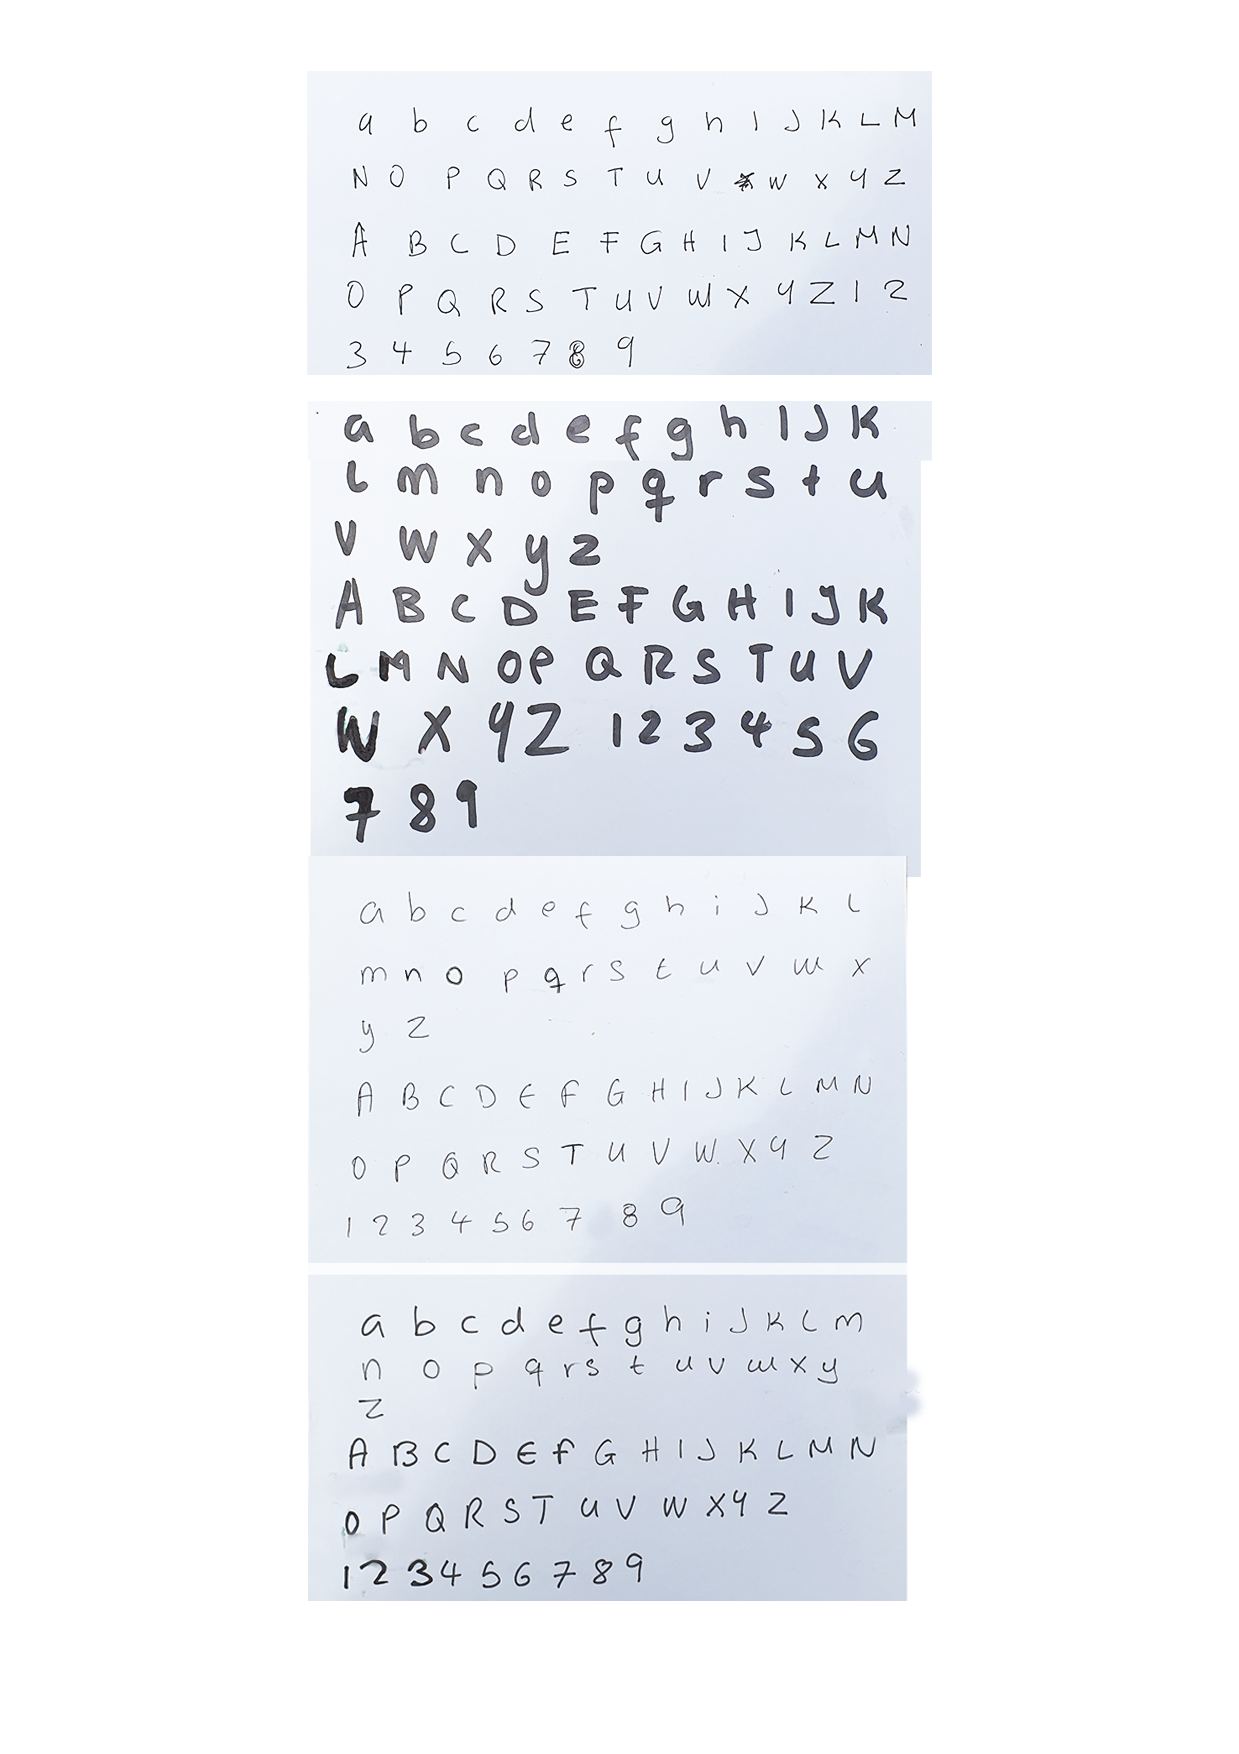 a b c d e f g h I J K L M
N O P Q R S T U V W X Y Z
A B C D E F G H I J K L M N
O P Q R S T U V W X Y Z 1 2
3 4 5 6 7 8 9
a b c d e f g h I J K
L m n o p q r s t u
V W X y z
A B C D E F G H I J K
L M N O P Q R S T U V
W X Y Z 1 2 3 4 5 6
7 8 9
a b c d e f g h i J K L
m n o p q r s t u v w x
y z
A B C D E F G H I J K L M N
O P Q R S T U V W X Y Z
1 2 3 4 5 6 7 8 9
a b c d e f g h i J K L m
n o p q r s t u v w x y
z
A B C D E F G H I J K L M N
O P Q R S T U V W X Y Z
1 2 3 4 5 6 7 8 9